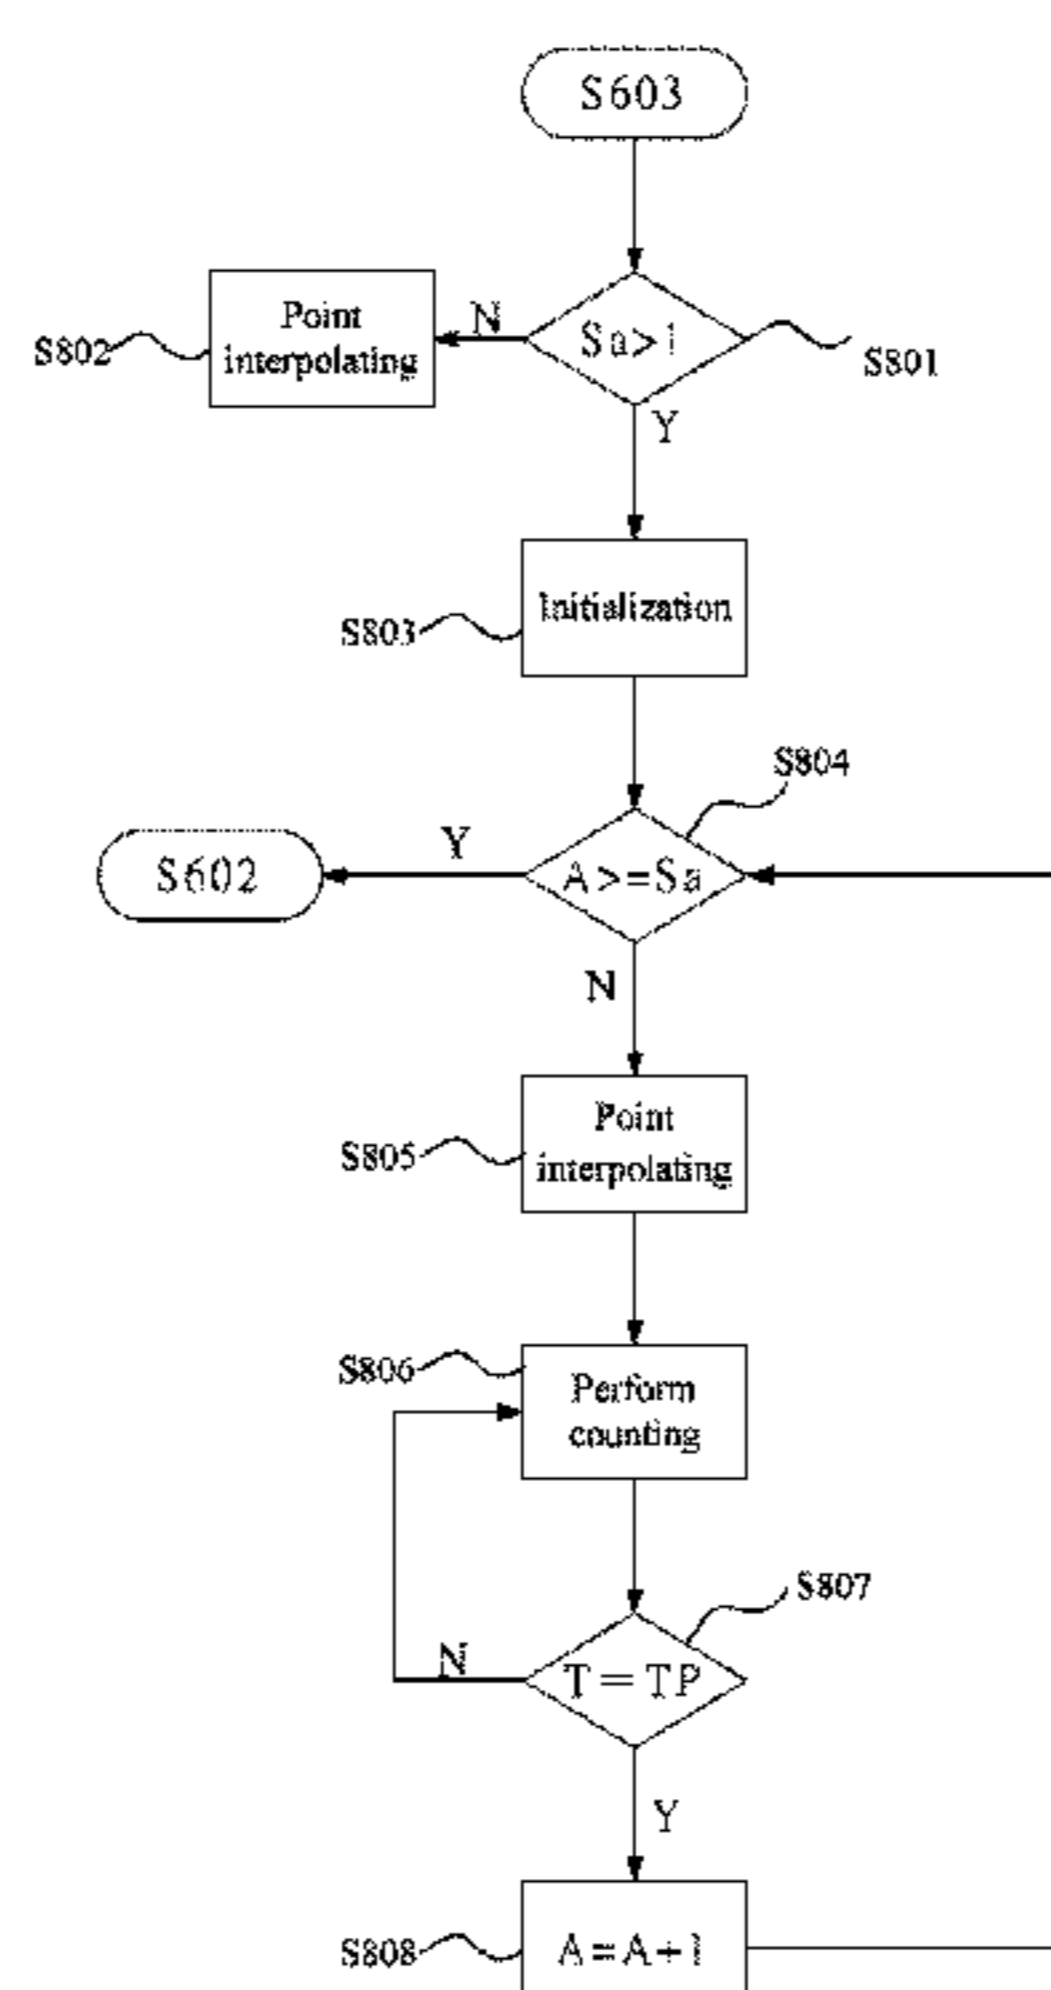 S603
Point
interpolating
N
Sa>1
S802
S801
Y
Initialization
S803
S804
Y
S602
A>=Sa
N
Point
interpolating
S805
S806
Perform
counting
S807
N
T=TP
Y
S808
A=A+1